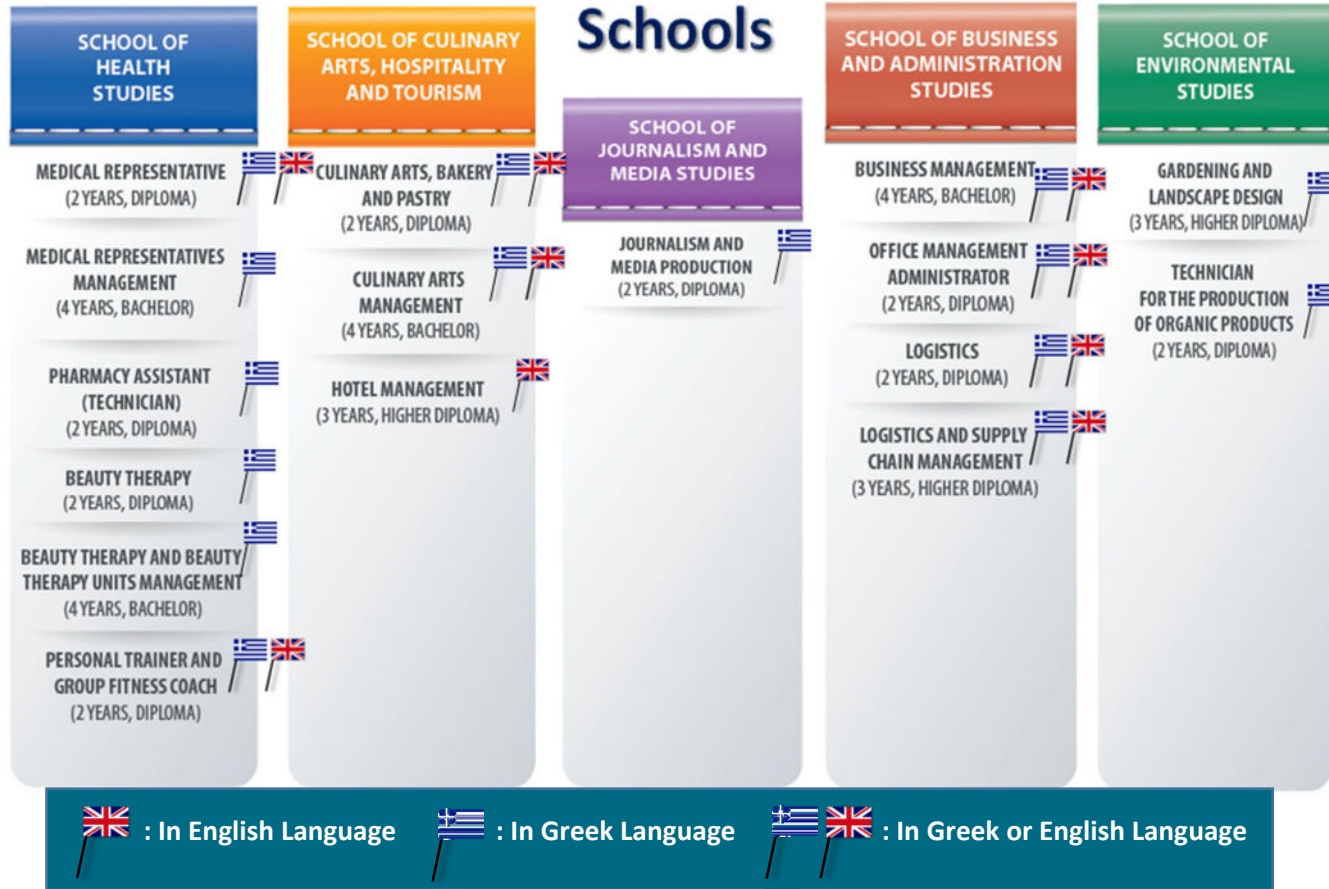 Schools
SCHOOL OF
HEALTH
STUDIES
MEDICAL REPRESENTATIVE
(2 YEARS, DIPLOMA)
MEDICAL REPRESENTATIVES
MANAGEMENT
(4 YEARS, BACHELOR)
PHARMACY ASSISTANT
(TECHNICIAN)
(2 YEARS, DIPLOMA)
BEAUTY THERAPY
(2 YEARS, DIPLOMA)
BEAUTY THERAPY AND BEAUTY
THERAPY UNITS MANAGEMENT
(4 YEARS, BACHELOR)
PERSONAL TRAINER AND
GROUP FITNESS COACH
(2 YEARS, DIPLOMA)
SCHOOL OF CULINARY
ARTS, HOSPITALITY
AND TOURISM
CULINARY ARTS, BAKERY
AND PASTRY
(2 YEARS, DIPLOMA)
CULINARY ARTS
MANAGEMENT
(4 YEARS, BACHELOR)
HOTEL MANAGEMENT
(3 YEARS, HIGHER DIPLOMA)
SCHOOL OF
JOURNALISM AND
MEDIA STUDIES
JOURNALISM AND
MEDIA PRODUCTION
(2 YEARS, DIPLOMA)
SCHOOL OF BUSINESS
AND ADMINISTRATION
STUDIES
BUSINESS MANAGEMENT
(4 YEARS, BACHELOR)
OFFICE MANAGEMENT
ADMINISTRATOR
(2 YEARS, DIPLOMA)
LOGISTICS
(2 YEARS, DIPLOMA)
LOGISTICS AND SUPPLY
CHAIN MANAGEMENT
(3 YEARS, HIGHER DIPLOMA)
SCHOOL OF
ENVIRONMENTAL
STUDIES
GARDENING AND
LANDSCAPE DESIGN
(3 YEARS, HIGHER DIPLOMA)
TECHNICIAN
FOR THE PRODUCTION
OF ORGANIC PRODUCTS
(2 YEARS, DIPLOMA)
: In English Language
: In Greek Language
: In Greek or English Language